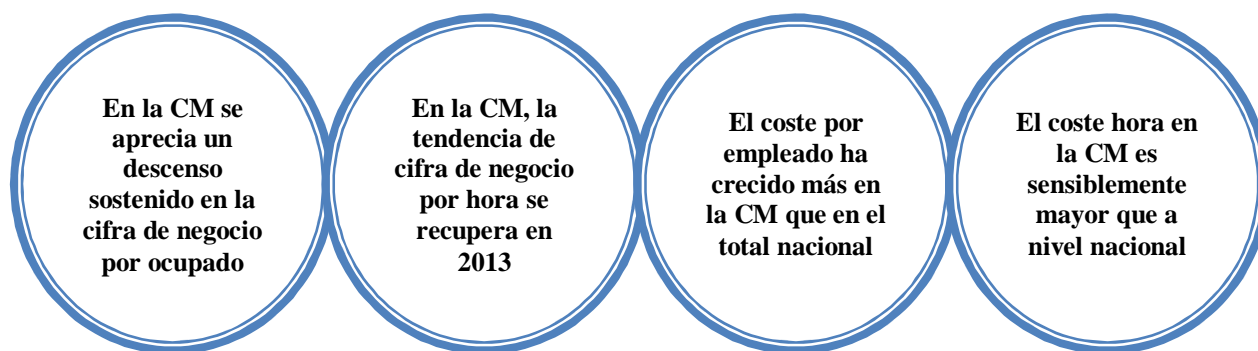 En la CM se
aprecia un
descenso
sostenido en la
cifra de negocio
por ocupado
En la CM, la
tendencia de
cifra de negocio
por hora se
recupera en
2013
El coste por
empleado ha
crecido más en
la CM que en el
total nacional
El coste hora en
la CM es
sensiblemente
mayor que a
nivel nacional